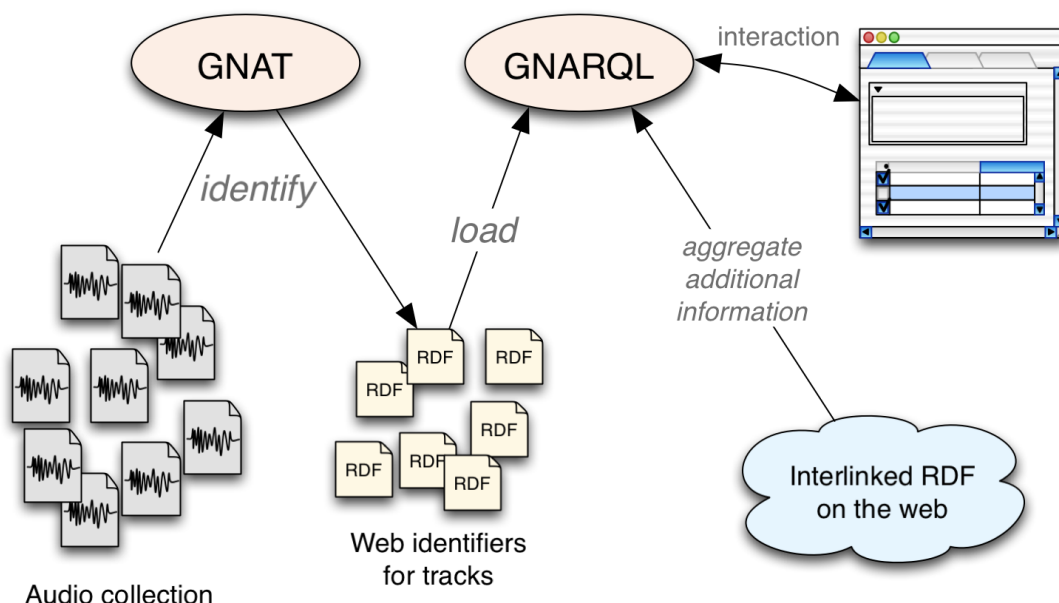 GNAT
GNARQL
interaction
identify
load
aggregate
additional
information
RDF
RDF
RDF
RDF
RDF
RDF
RDF
Interlinked RDF
on the web
Web identifiers
for tracks
Audio collection